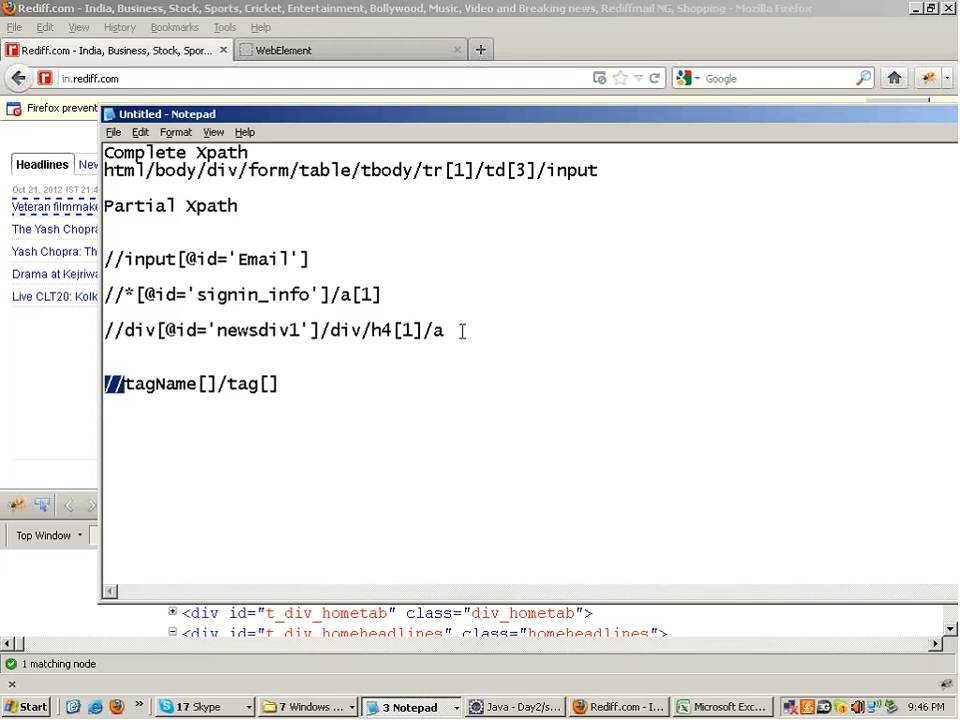 Rediff.com - India, Business, Stock, Sports, Cricket, Entertainment, Bollywood, Music, Video and Breaking news, Rediffmail NG, Shopping - Mozilla Firefox
File Edit View History Bookmarks Tools Help
Rediff.com - India, Business, Stock, Spor... WebElement
in.rediff.com Google
Firefox prevent
Untitled - Notepad
File Edit Format View Help
Complete Xpath
html/body/div/form/table/tbody/tr[1]/td[3]/input
Partial Xpath
//input[@id='Email']
//*[@id='signin_info']/a[1]
//div[@id='newsdiv1']/div/h4[1]/a
//tagName[]/tag[]
Headlines New
Oct 21, 2012 IST 21:4
Veteran filmmake
The Yash Chopra
Yash Chopra: Th
Drama at Kejriwa
Live CLT20: Kolk
Top Window
<div id="t_div_hometab" class="div_hometab">
<div id="t_div_homeheadlines" class="homeheadlines">
1 matching node
Start 17 Skype 7 Windows ... 3 Notepad Java - Day2/s... Rediff.com - I... Microsoft Exc... 9:46 PM